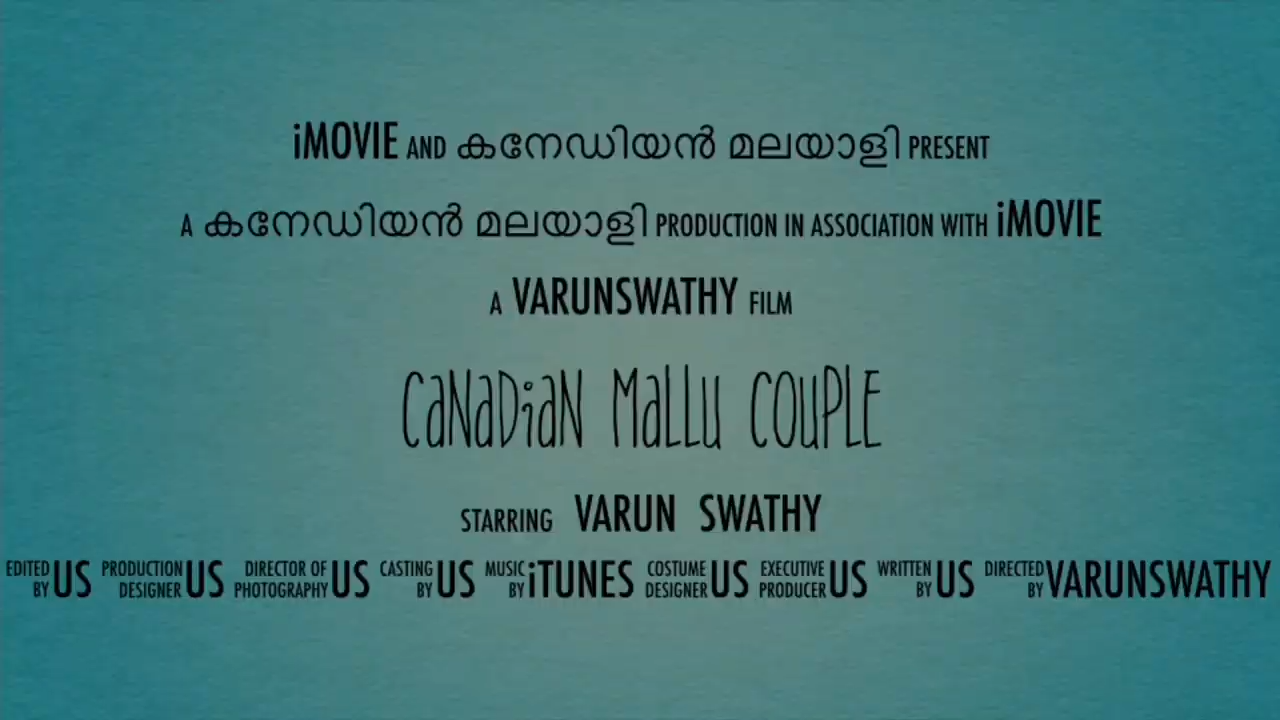 iMOVIE AND കനേഡിയൻ മലയാളി PRESENT
A കനേഡിയൻ മലയാളി PRODUCTION IN ASSOCIATION WITH iMOVIE
A VARUNSWATHY FILM
CaNaDiaN MaLLu COuPLE
STARRING VARUN SWATHY
EDITED BY US PRODUCTION DESIGNER US DIRECTOR OF PHOTOGRAPHY US CASTING BY US MUSIC BY iTUNES COSTUME DESIGNER US EXECUTIVE PRODUCER US WRITTEN BY US DIRECTED BY VARUNSWATHY